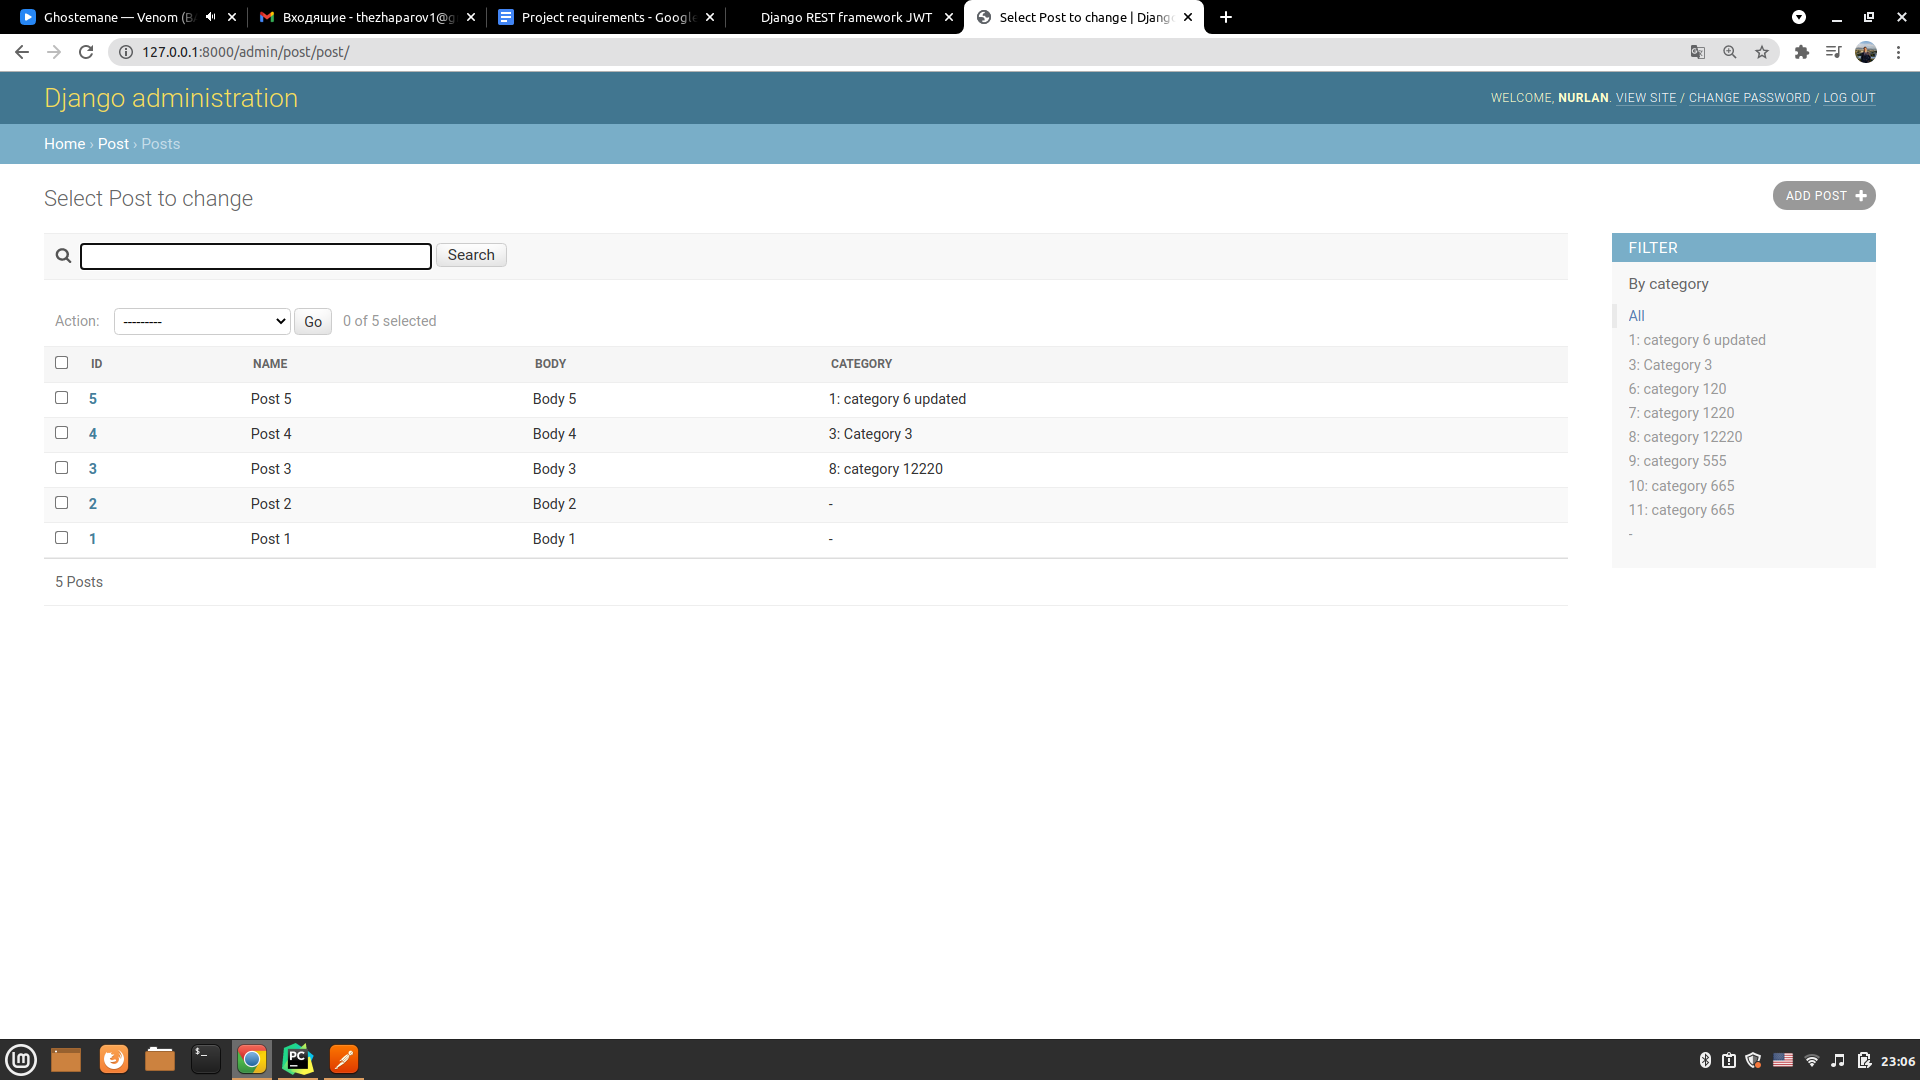 Ghostemane — Venom (B
Входящие - thezhaparov1@g
Project requirements - Google
Django REST framework JWT
Select Post to change | Djang
127.0.0.1:8000/admin/post/post/
Django administration
WELCOME, NURLAN. VIEW SITE / CHANGE PASSWORD / LOG OUT
Home › Post › Posts
Select Post to change
ADD POST
Search
FILTER
By category
All
1: category 6 updated
3: Category 3
6: category 120
7: category 1220
8: category 12220
9: category 555
10: category 665
11: category 665
-
Action: --------- Go 0 of 5 selected
ID NAME BODY CATEGORY
5 Post 5 Body 5 1: category 6 updated
4 Post 4 Body 4 3: Category 3
3 Post 3 Body 3 8: category 12220
2 Post 2 Body 2 -
1 Post 1 Body 1 -
5 Posts
$_
PC
23:06